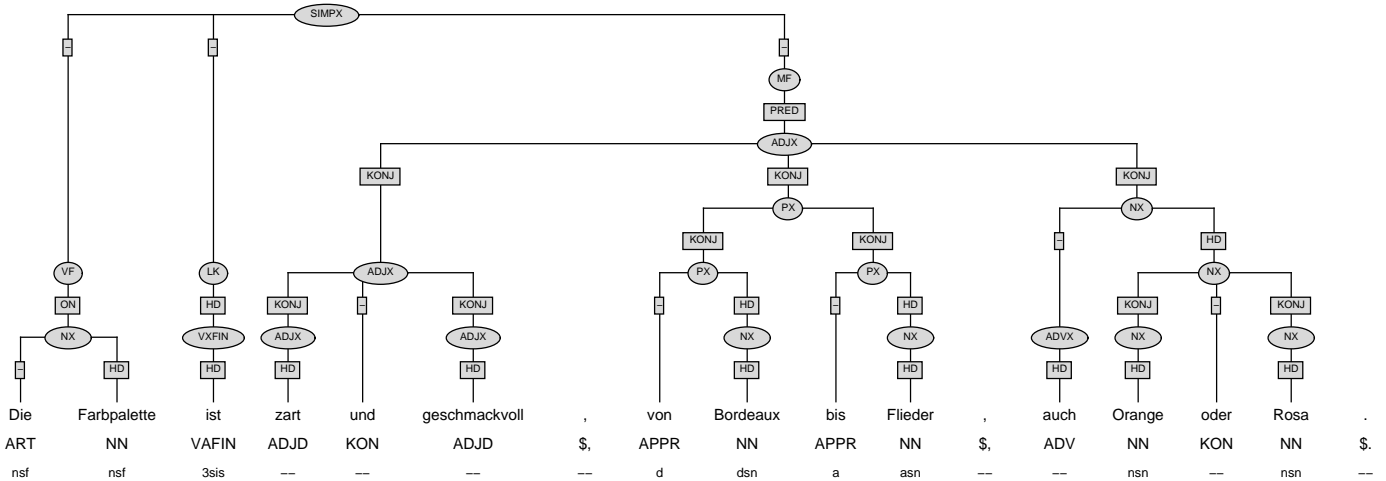 SIMPX
– – –
MF
PRED
ADJX
KONJ KONJ KONJ
PX NX
KONJ KONJ – HD
VF LK ADJX PX PX NX
ON HD KONJ – KONJ – HD – HD KONJ – KONJ
NX VXFIN ADJX ADJX NX NX ADVX NX NX
– HD HD HD HD HD HD HD HD HD
Die Farbpalette ist zart und geschmackvoll , von Bordeaux bis Flieder , auch Orange oder Rosa .
ART NN VAFIN ADJD KON ADJD $, APPR NN APPR NN $, ADV NN KON NN $.
nsf nsf 3sis –– –– –– –– d dsn a asn –– –– nsn –– nsn ––